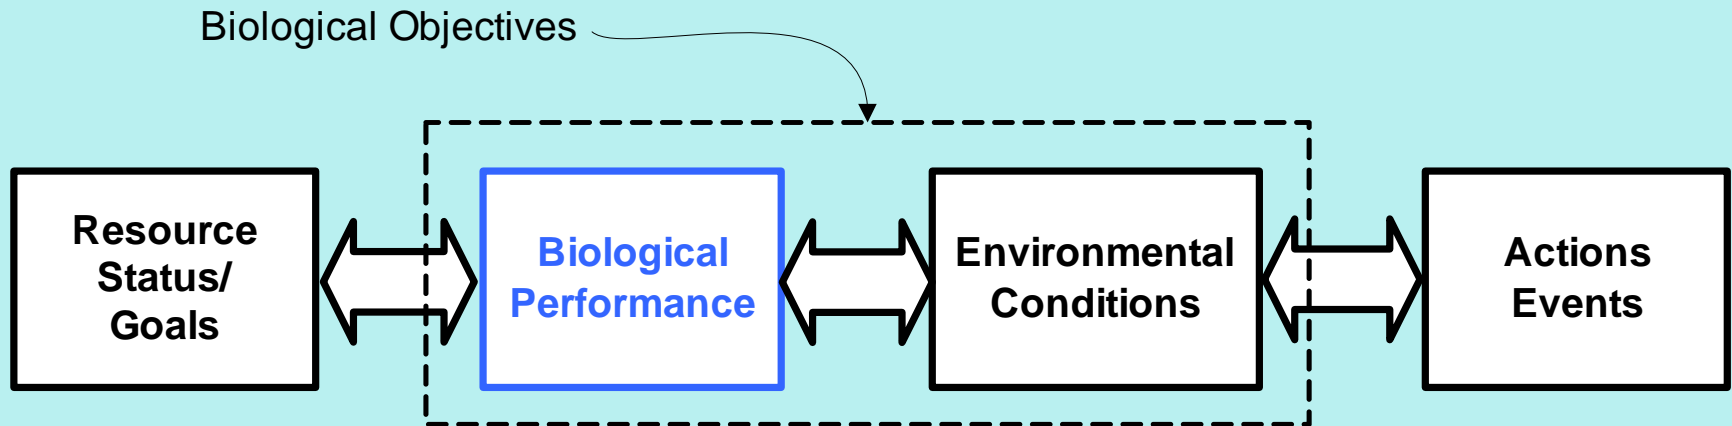 Biological Objectives
Resource
Status/
Goals
Biological
Performance
Environmental
Conditions
Actions
Events